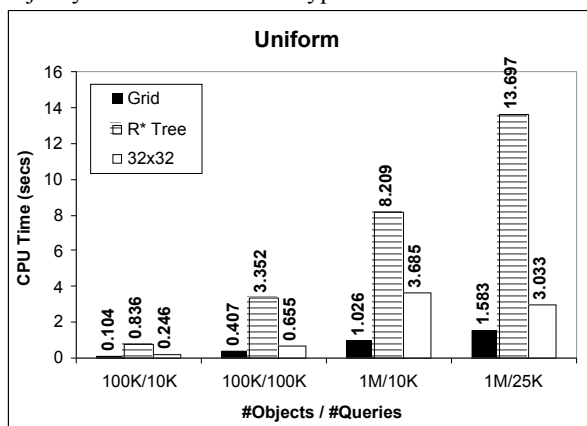 Uniform
16
14
12
10
8
6
4
2
0
CPU Time (secs)
Grid
R* Tree
32x32
0.104
0.836
0.246
0.407
3.352
0.655
1.026
8.209
3.685
1.583
13.697
3.033
100K/10K
100K/100K
1M/10K
1M/25K
#Objects / #Queries